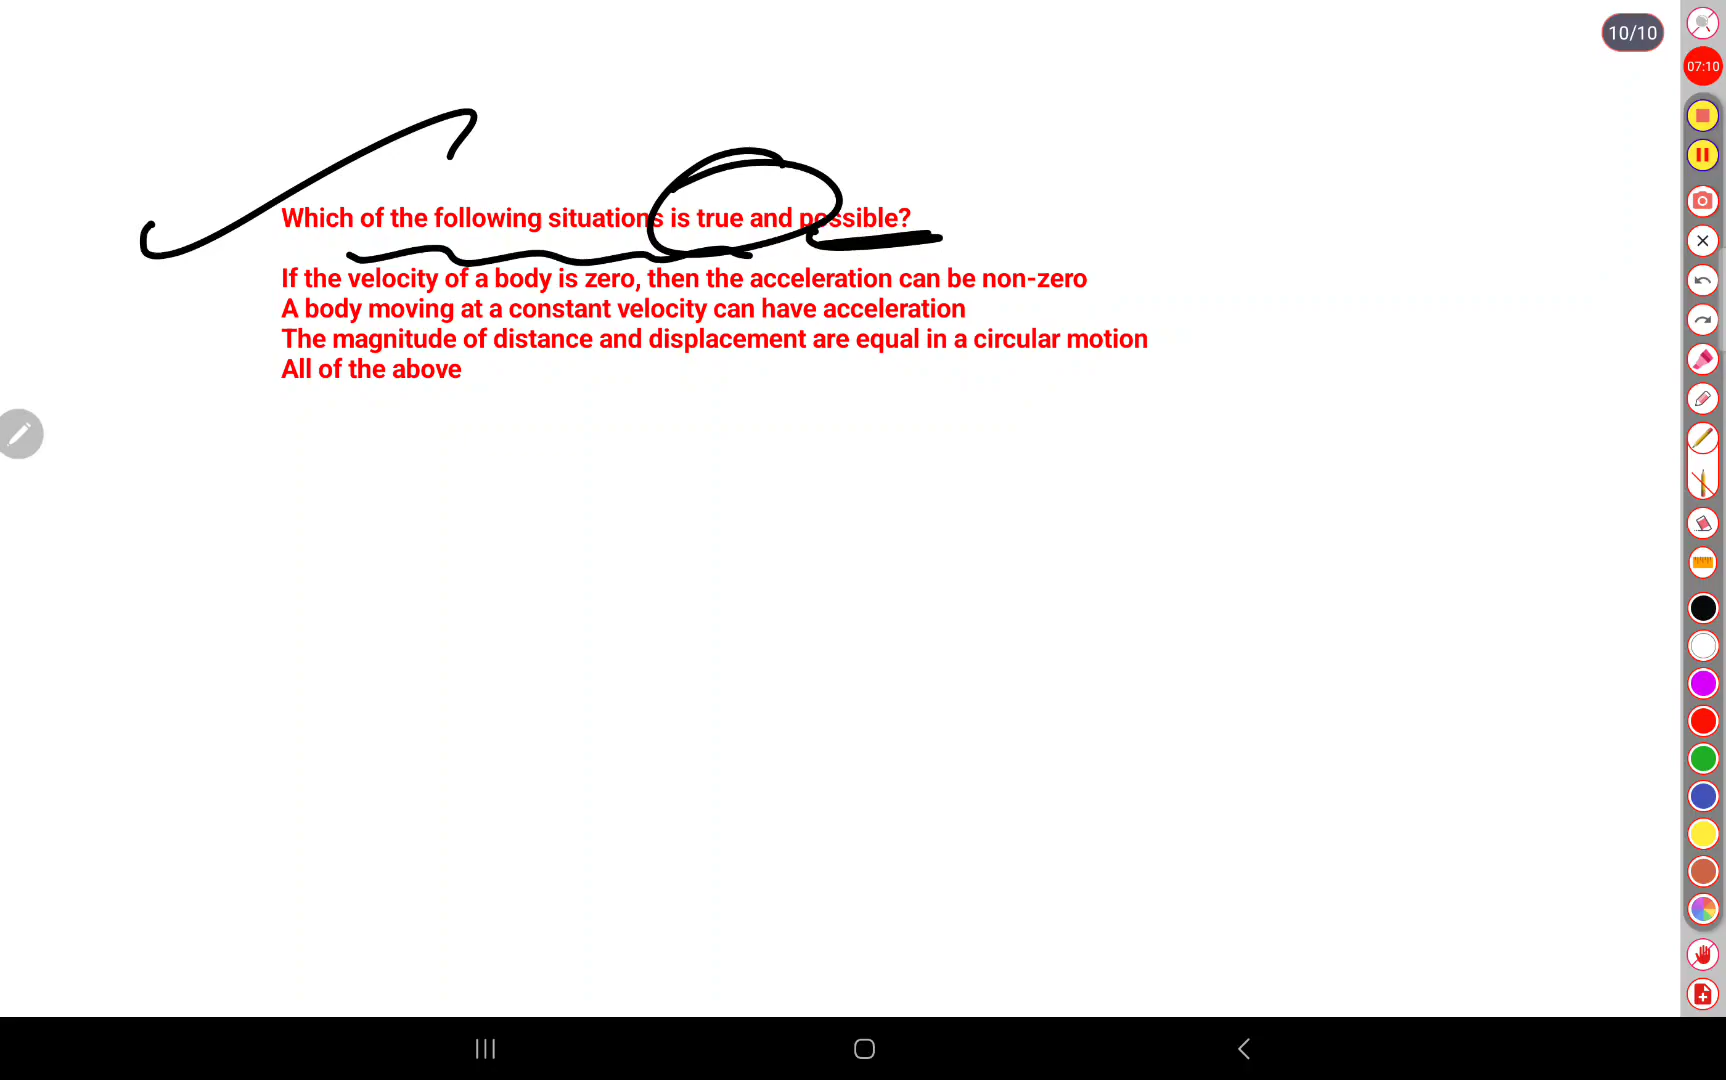 10/10
07:10
Which of the following situations is true and possible?
If the velocity of a body is zero, then the acceleration can be non-zero
A body moving at a constant velocity can have acceleration
The magnitude of distance and displacement are equal in a circular motion
All of the above